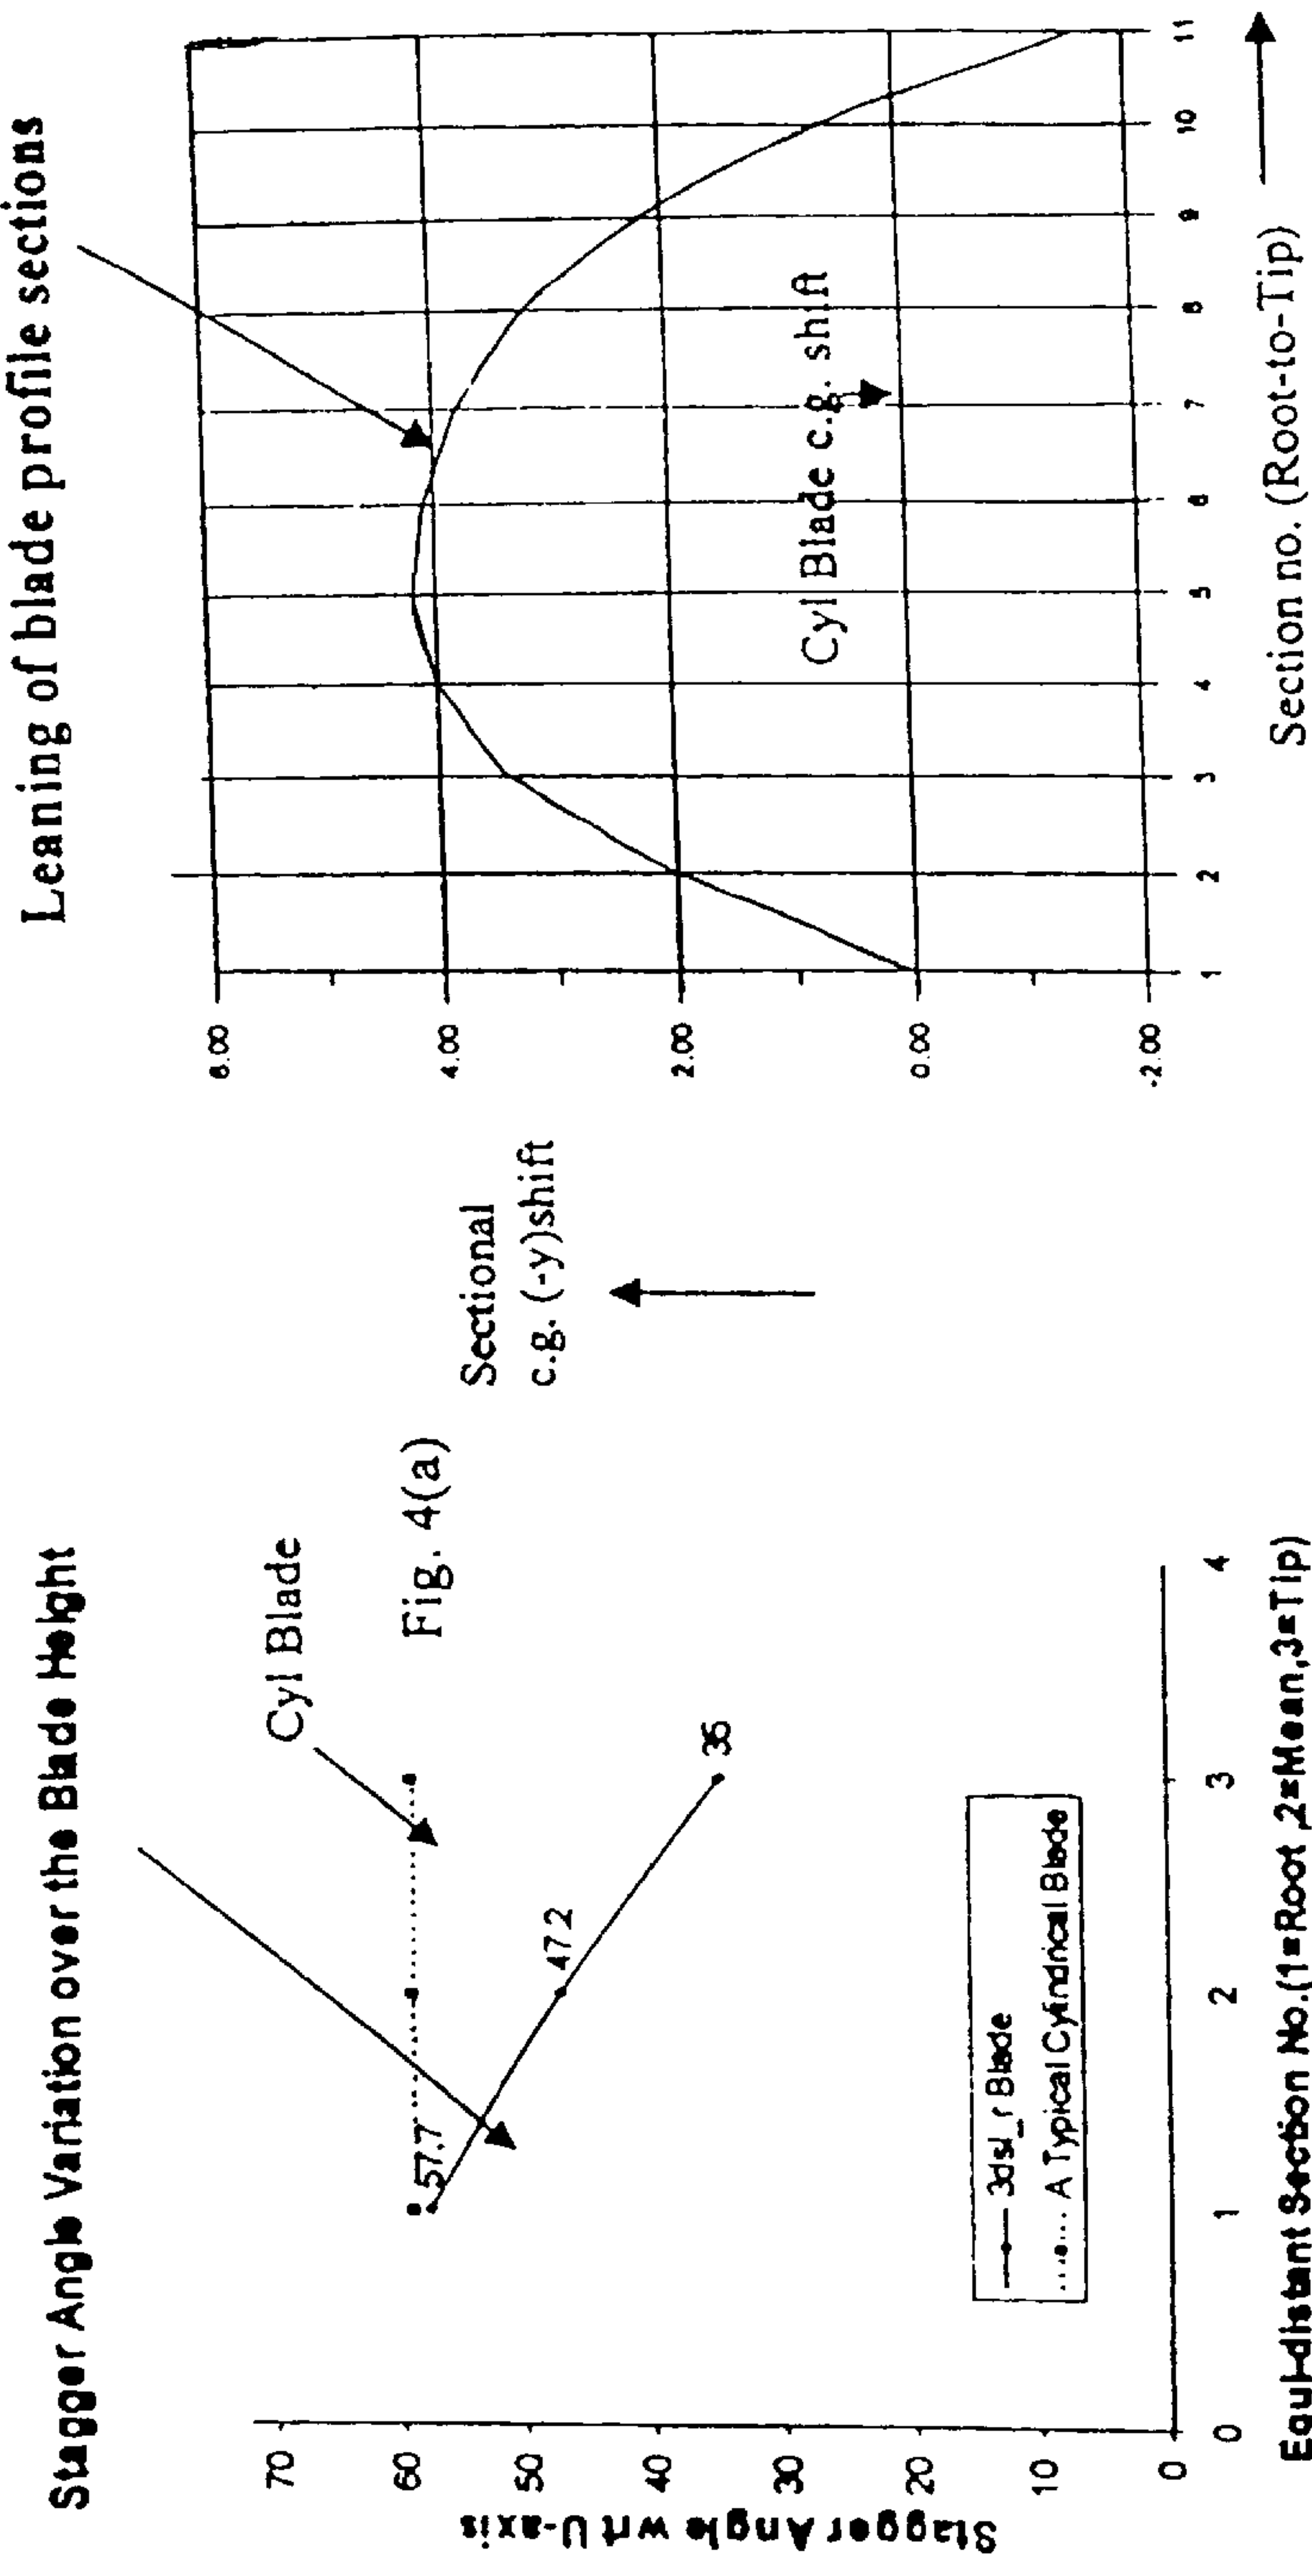 Stagger Angle Variation over the Blade Height
Cyl Blade
Fig. 4(a)
Stagger Angle wrt U-axis
70
60
50
40
30
20
10
0
57.7
47.2
35
3dsl_r Blade
A Typical Cylindrical Blade
0
1
2
3
4
Equi-distant Section No.(1=Root ,2=Mean,3=Tip)
Leaning of blade profile sections
Sectional
c.g. (-y)shift
6.00
4.00
2.00
0.00
-2.00
Cyl Blade c.g. shift
1
2
3
4
5
6
7
8
9
10
11
Section no. (Root-to-Tip)